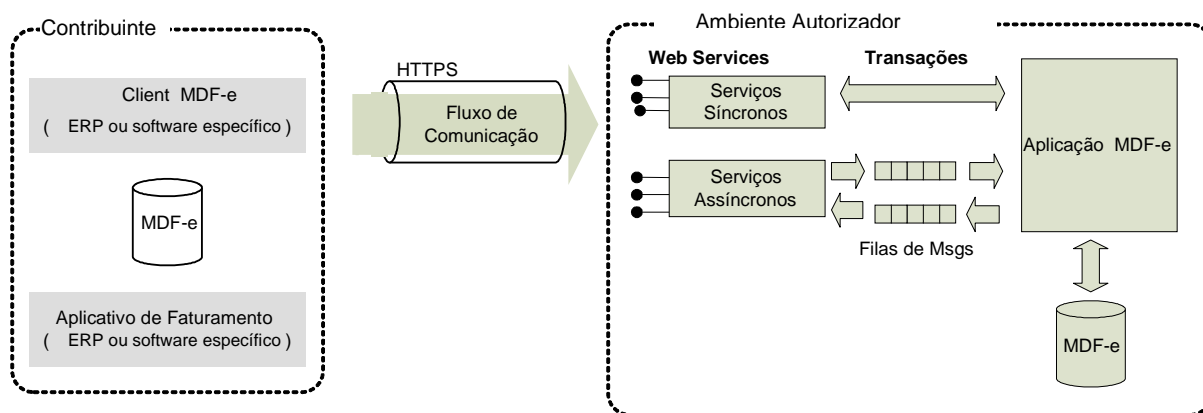 Contribuinte
Client MDF-e
( ERP ou software específico )
MDF-e
Aplicativo de Faturamento
( ERP ou software específico )
HTTPS
Fluxo de
Comunicação
Ambiente Autorizador
Web Services
Transações
Serviços
Síncronos
Serviços
Assíncronos
Filas de Msgs
Aplicação MDF-e
MDF-e